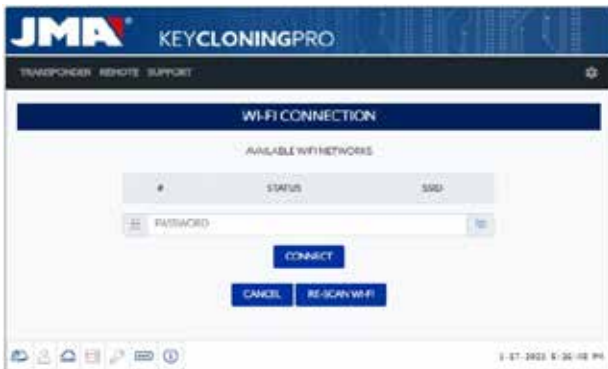 JMA KEYCLONINGPRO
TRANSPONDER REMOTE SUPPORT
WI-FI CONNECTION
AVAILABLE WIFI NETWORKS
# STATUS SSID
PASSWORD
CONNECT
CANCEL RE-SCAN WI-FI